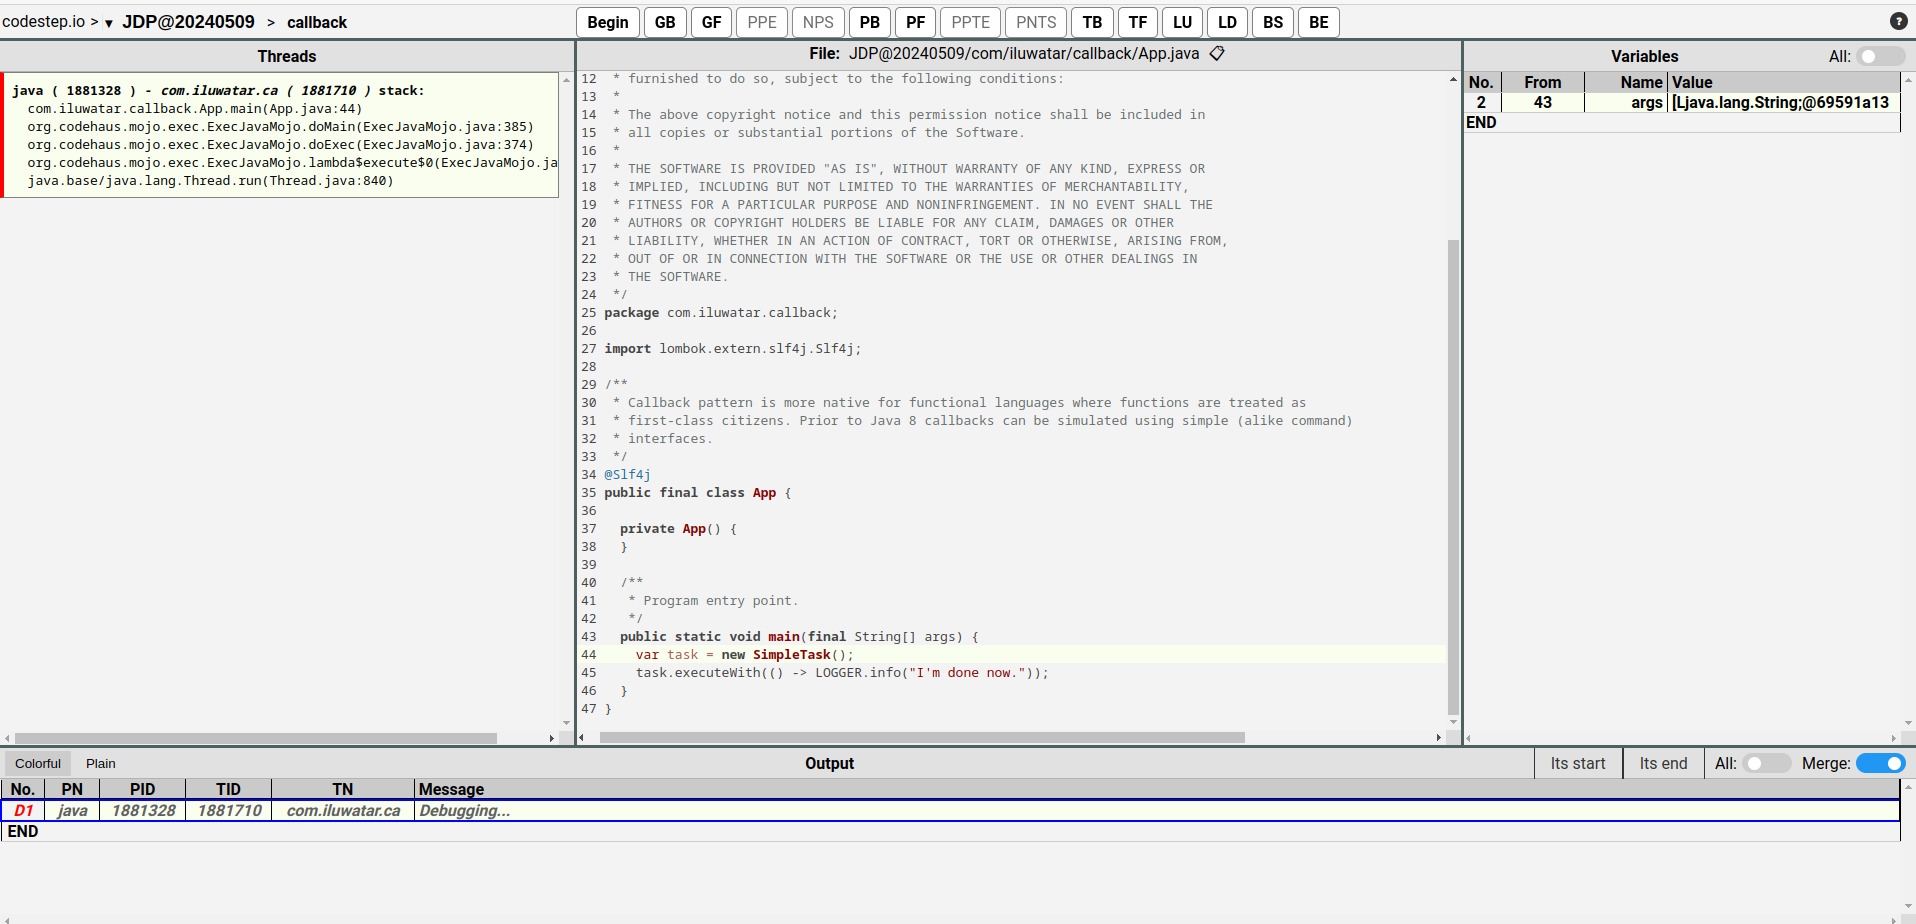 codestep.io > ▼ JDP@20240509 > callback
Begin GB GF PPE NPS PB PF PPTE PNTS TB TF LU LD BS BE ?
Threads
java ( 1881328 ) - com.iluwatar.ca ( 1881710 ) stack:
com.iluwatar.callback.App.main(App.java:44)
org.codehaus.mojo.exec.ExecJavaMojo.doMain(ExecJavaMojo.java:385)
org.codehaus.mojo.exec.ExecJavaMojo.doExec(ExecJavaMojo.java:374)
org.codehaus.mojo.exec.ExecJavaMojo.lambda$execute$0(ExecJavaMojo.ja
java.base/java.lang.Thread.run(Thread.java:840)
File: JDP@20240509/com/iluwatar/callback/App.java
12  * furnished to do so, subject to the following conditions:
13  *
14  * The above copyright notice and this permission notice shall be included in
15  * all copies or substantial portions of the Software.
16  *
17  * THE SOFTWARE IS PROVIDED "AS IS", WITHOUT WARRANTY OF ANY KIND, EXPRESS OR
18  * IMPLIED, INCLUDING BUT NOT LIMITED TO THE WARRANTIES OF MERCHANTABILITY,
19  * FITNESS FOR A PARTICULAR PURPOSE AND NONINFRINGEMENT. IN NO EVENT SHALL THE
20  * AUTHORS OR COPYRIGHT HOLDERS BE LIABLE FOR ANY CLAIM, DAMAGES OR OTHER
21  * LIABILITY, WHETHER IN AN ACTION OF CONTRACT, TORT OR OTHERWISE, ARISING FROM,
22  * OUT OF OR IN CONNECTION WITH THE SOFTWARE OR THE USE OR OTHER DEALINGS IN
23  * THE SOFTWARE.
24  */
25 package com.iluwatar.callback;
26
27 import lombok.extern.slf4j.Slf4j;
28
29 /**
30  * Callback pattern is more native for functional languages where functions are treated as
31  * first-class citizens. Prior to Java 8 callbacks can be simulated using simple (alike command)
32  * interfaces.
33  */
34 @Slf4j
35 public final class App {
36
37   private App() {
38   }
39
40   /**
41    * Program entry point.
42    */
43   public static void main(final String[] args) {
44     var task = new SimpleTask();
45     task.executeWith(() -> LOGGER.info("I'm done now."));
46   }
47 }
Variables All:
No. From Name Value
2 43 args [Ljava.lang.String;@69591a13
END
Colorful Plain Output Its start Its end All: Merge:
No. PN PID TID TN Message
D1 java 1881328 1881710 com.iluwatar.ca Debugging...
END